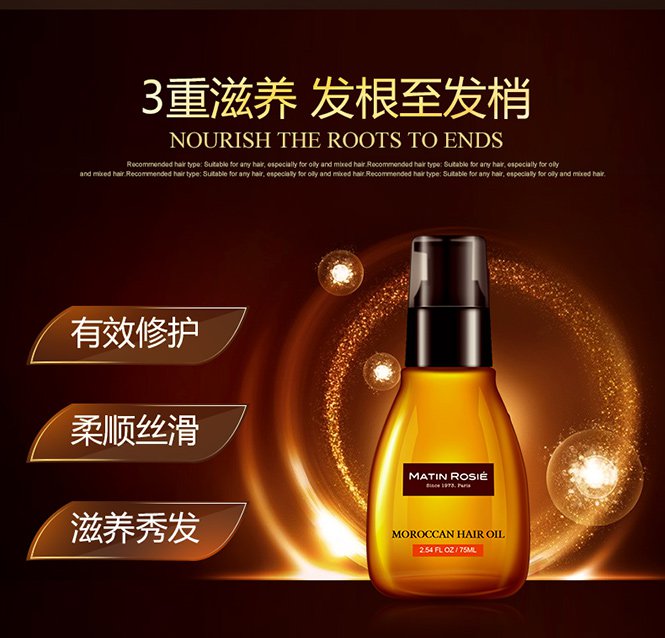 3重滋养 发根至发梢
NOURISH THE ROOTS TO ENDS
Recommended hair type: Suitable for any hair, especially for oily and mixed hair.Recommended hair type: Suitable for any hair, especially for oily
and mixed hair.Recommended hair type: Suitable for any hair, especially for oily and mixed hair.Recommended hair type: Suitable for any hair, especially for oily and mixed hair.
有效修护
柔顺丝滑
滋养秀发
MATIN ROSIÉ
Since 1973, Paris
MOROCCAN HAIR OIL
2.54 FL OZ / 75ML